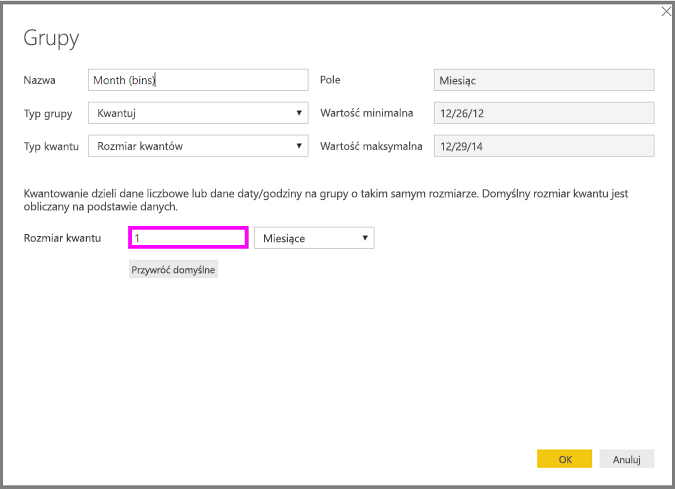 Grupy
Nazwa Month (bins) Pole Miesiąc
Typ grupy Kwantuj Wartość minimalna 12/26/12
Typ kwantu Rozmiar kwantów Wartość maksymalna 12/29/14
Kwantowanie dzieli dane liczbowe lub dane daty/godziny na grupy o takim samym rozmiarze. Domyślny rozmiar kwantu jest
obliczany na podstawie danych.
Rozmiar kwantu 1 Miesiące
Przywróć domyślne
OK Anuluj